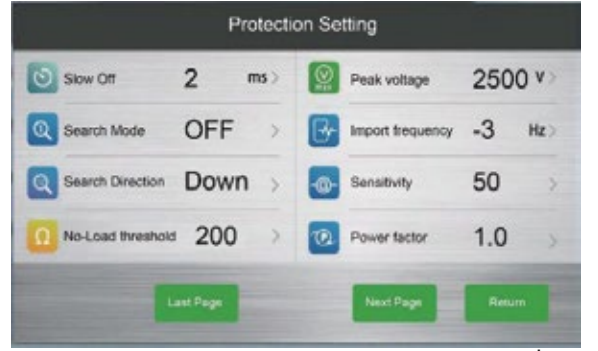 Protection Setting
Slow Off 2 ms >
Search Mode OFF >
Search Direction Down >
No-Load threshold 200 >
Peak voltage 2500 V >
Import frequency -3 Hz >
Sensitivity 50 >
Power factor 1.0 >
Last Page
Next Page
Return